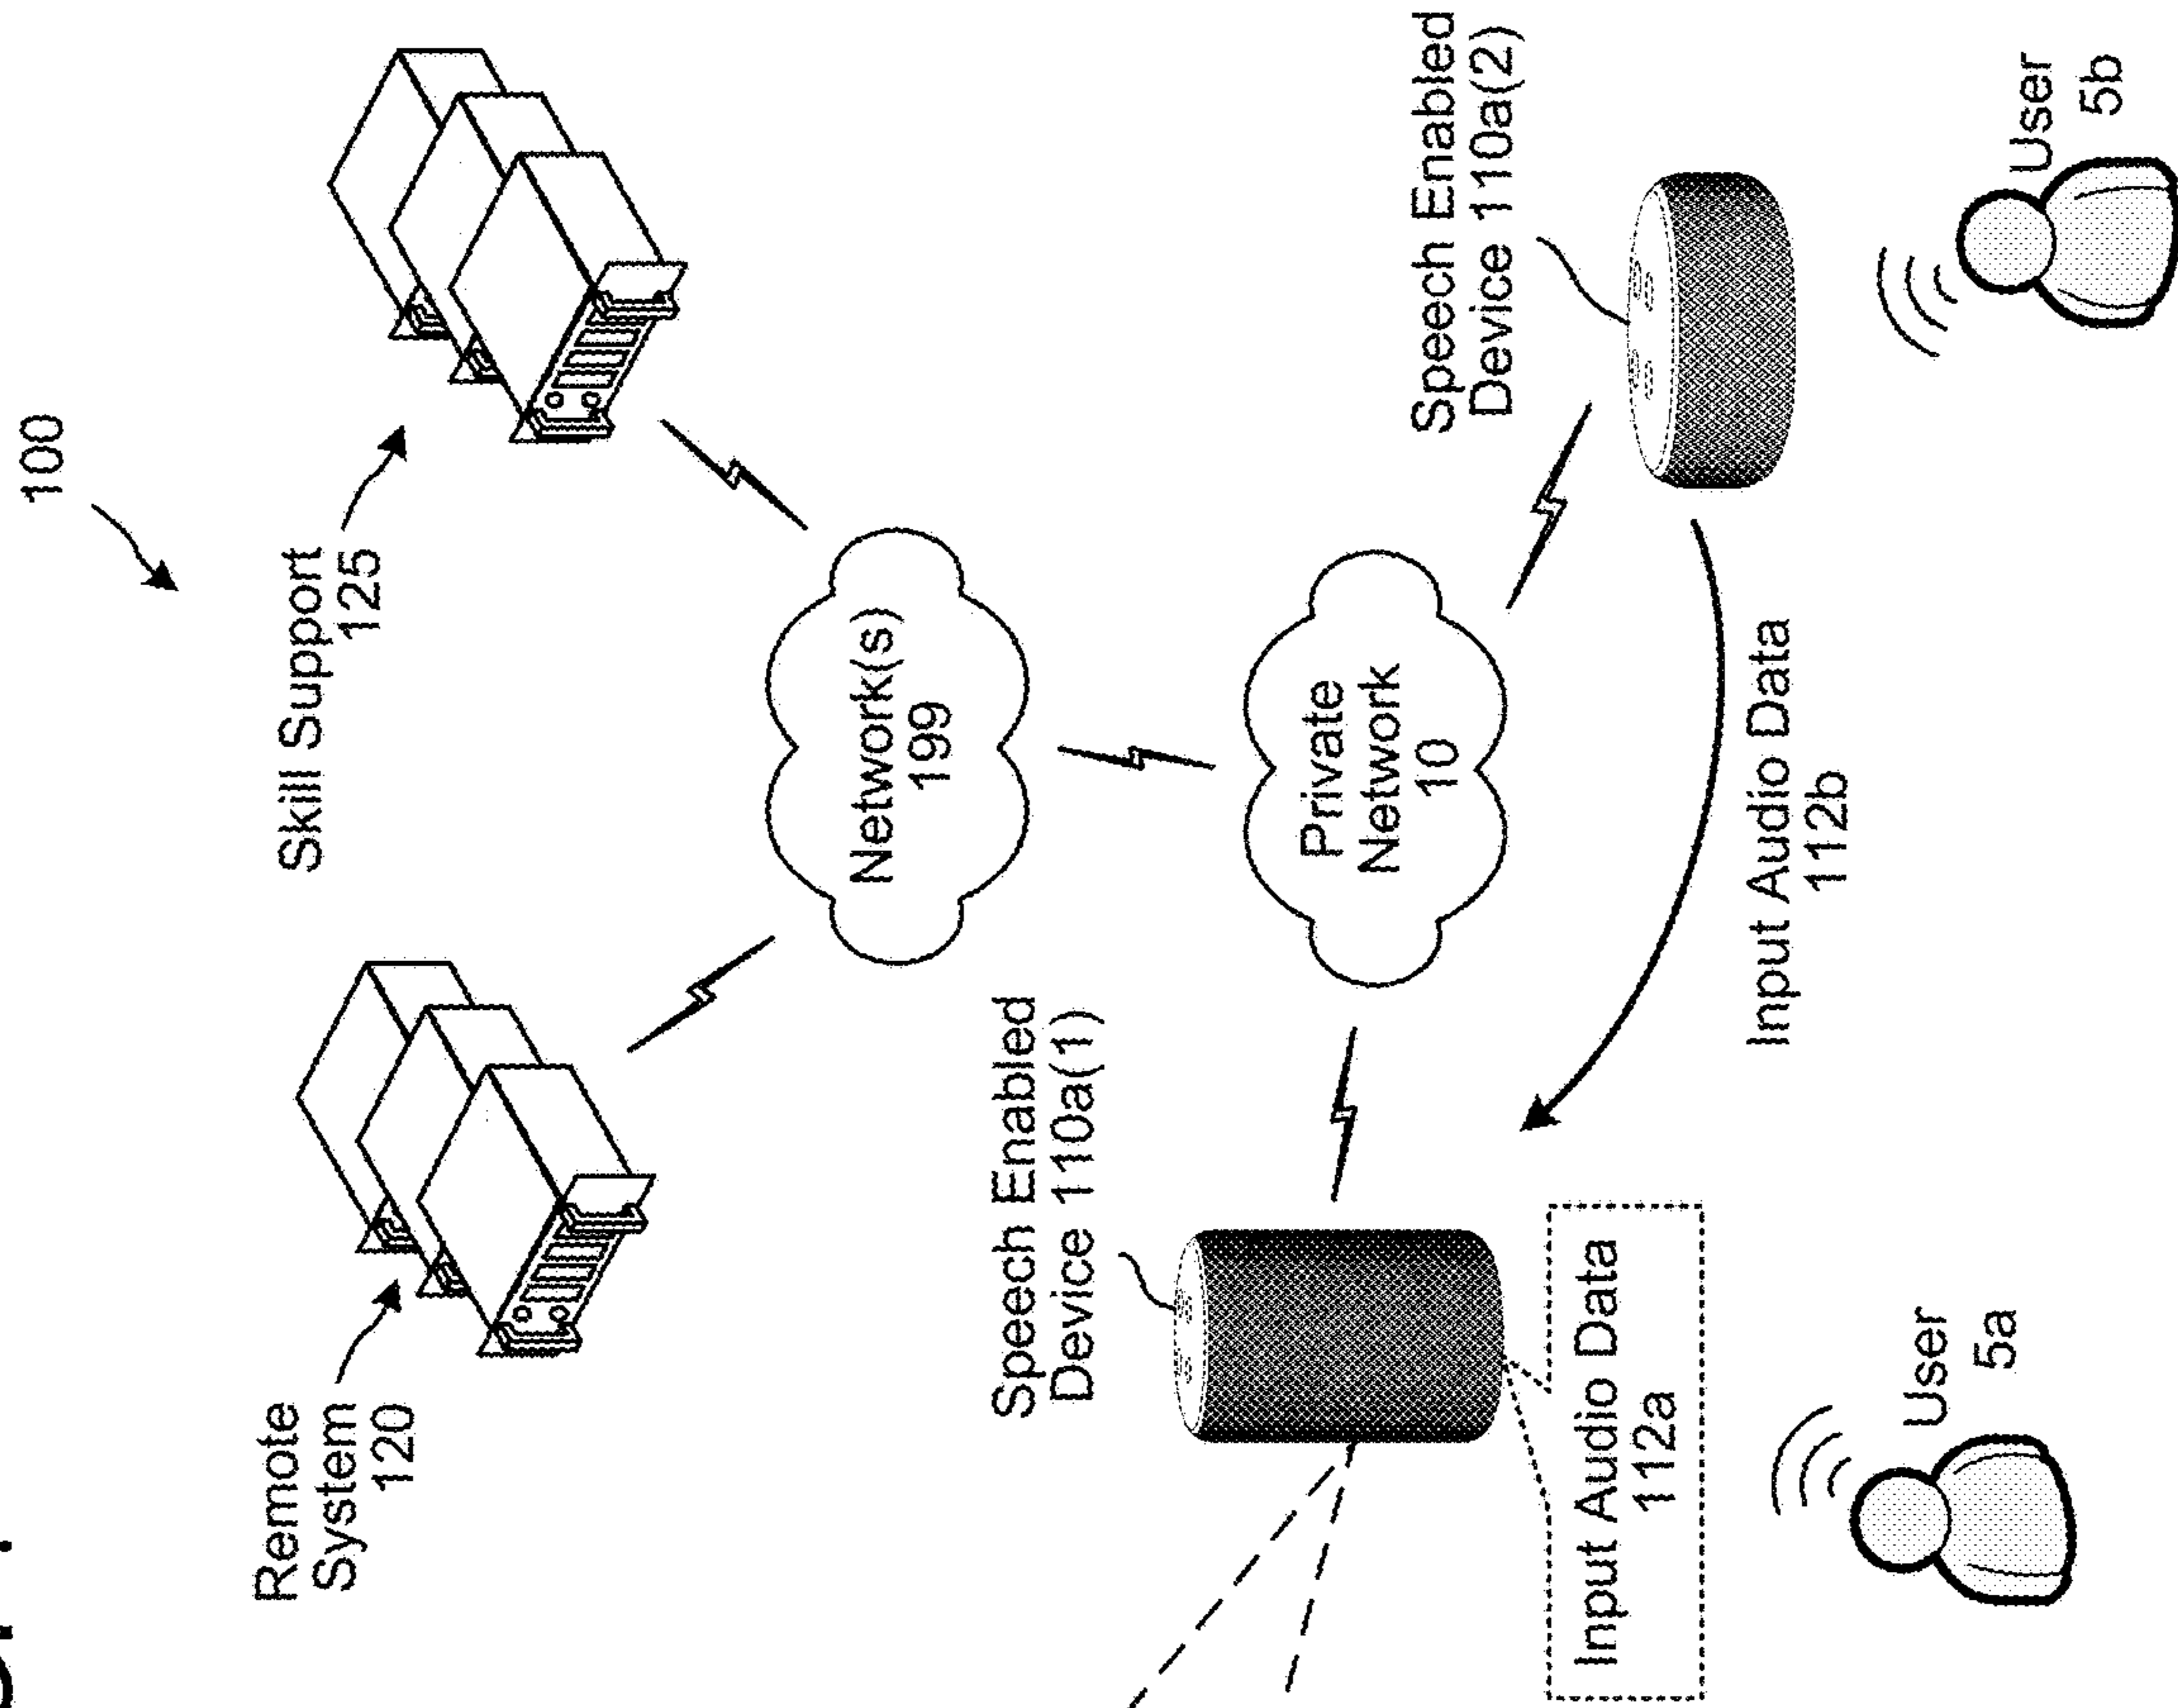 100
Remote
System
120
Skill Support
125
Network(s)
199
Speech Enabled
Device 110a(1)
Private
Network
10
Speech Enabled
Device 110a(2)
Input Audio Data
112a
Input Audio Data
112b
User
5a
User
5b